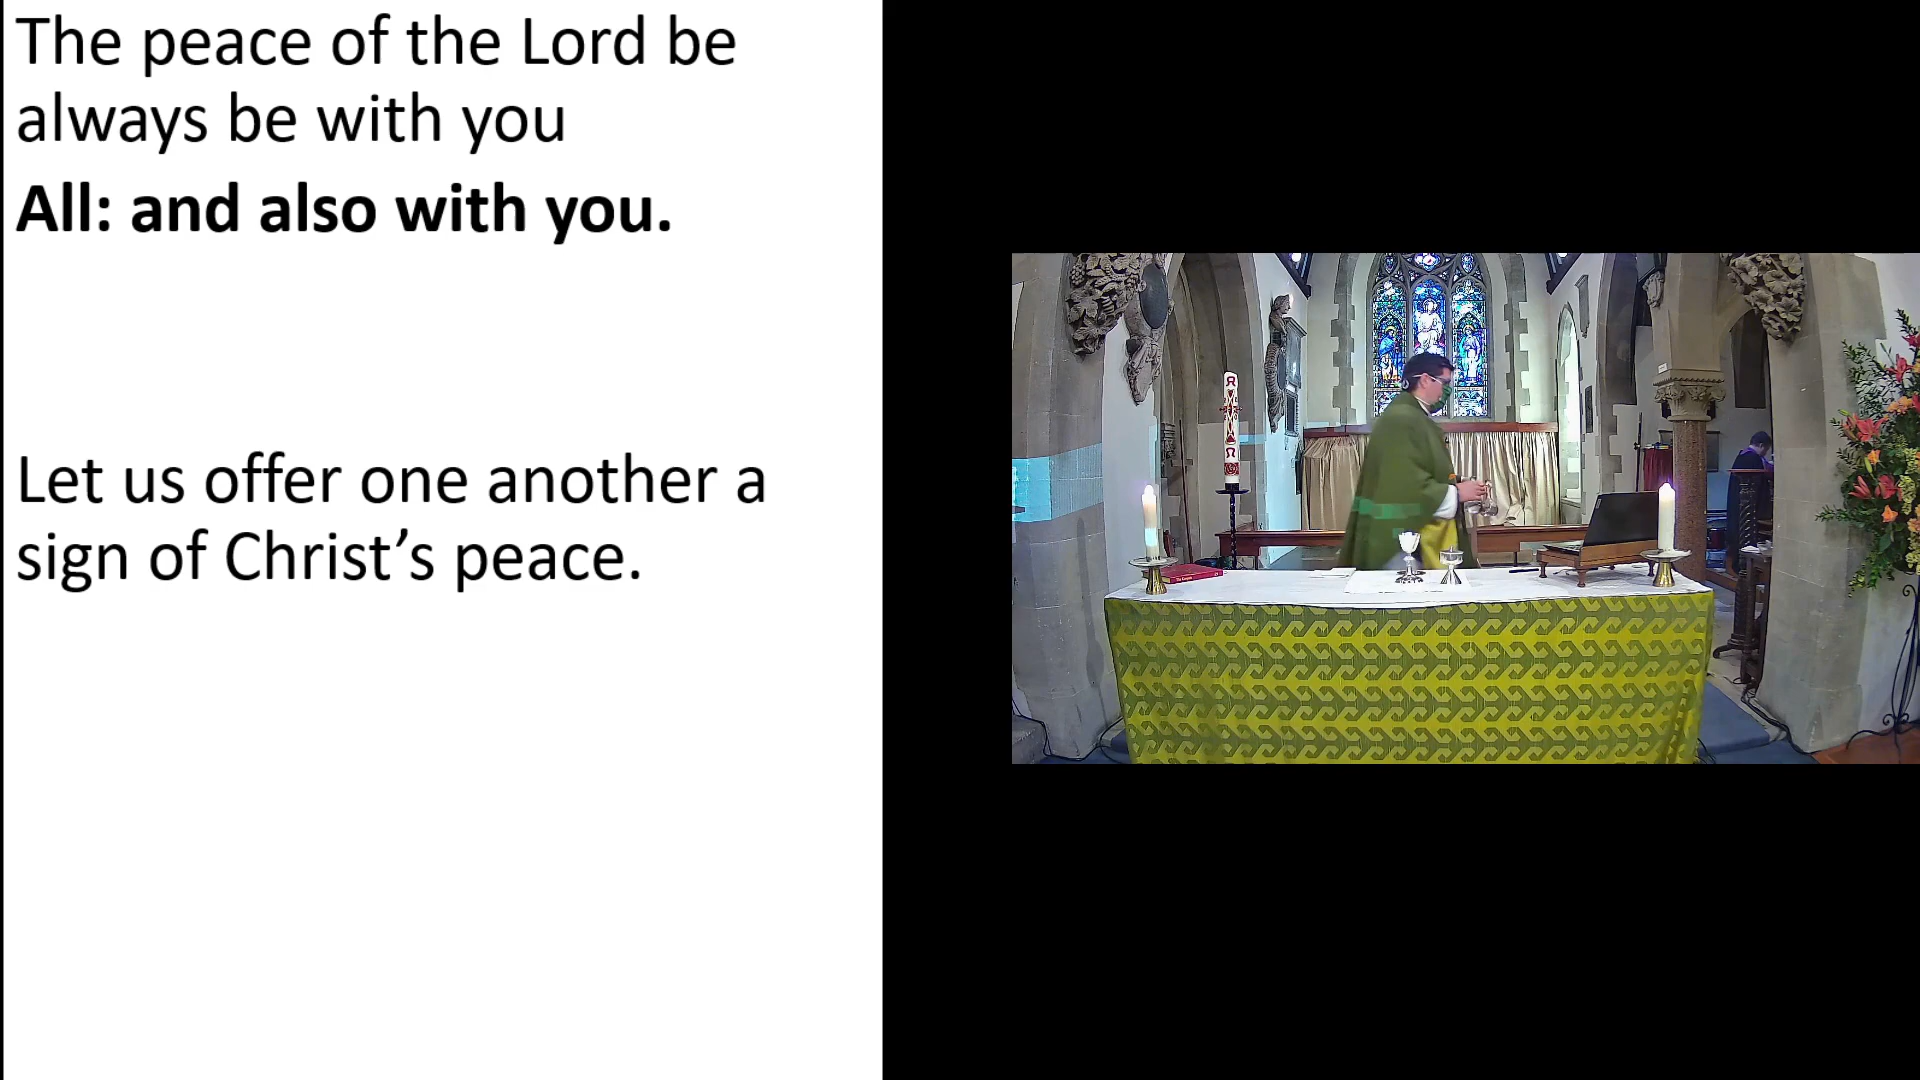 The peace of the Lord be
always be with you
All: and also with you.
Let us offer one another a
sign of Christ’s peace.